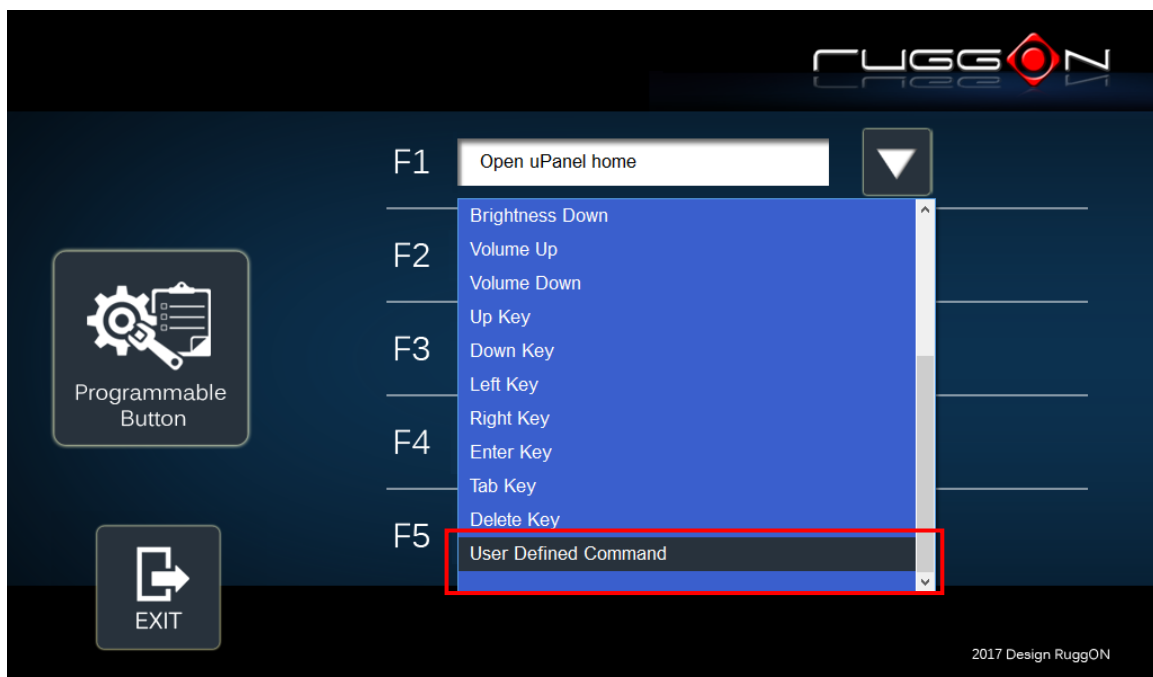 ruggON
F1
Open uPanel home
Brightness Down
F2
Volume Up
Volume Down
Up Key
F3
Down Key
Left Key
Programmable
Button
Right Key
F4
Enter Key
Tab Key
Delete Key
F5
User Defined Command
EXIT
2017 Design RuggON